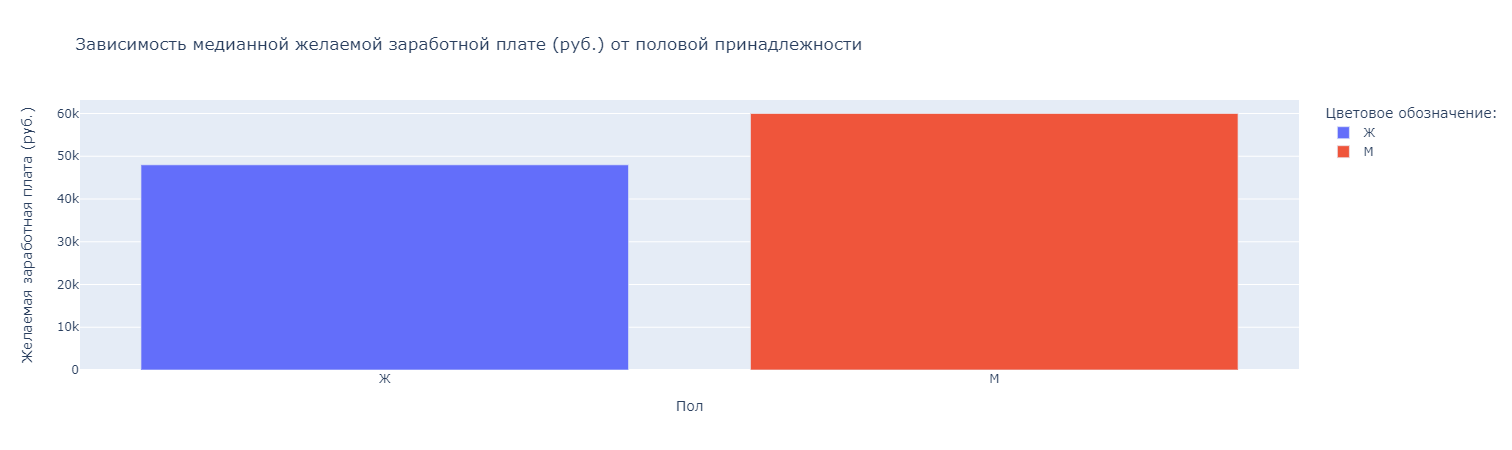 Зависимость медианной желаемой заработной плате (руб.) от половой принадлежности
Желаемая заработная плата (руб.)
60k
50k
40k
30k
20k
10k
0
Ж
М
Пол
Цветовое обозначение:
Ж
М